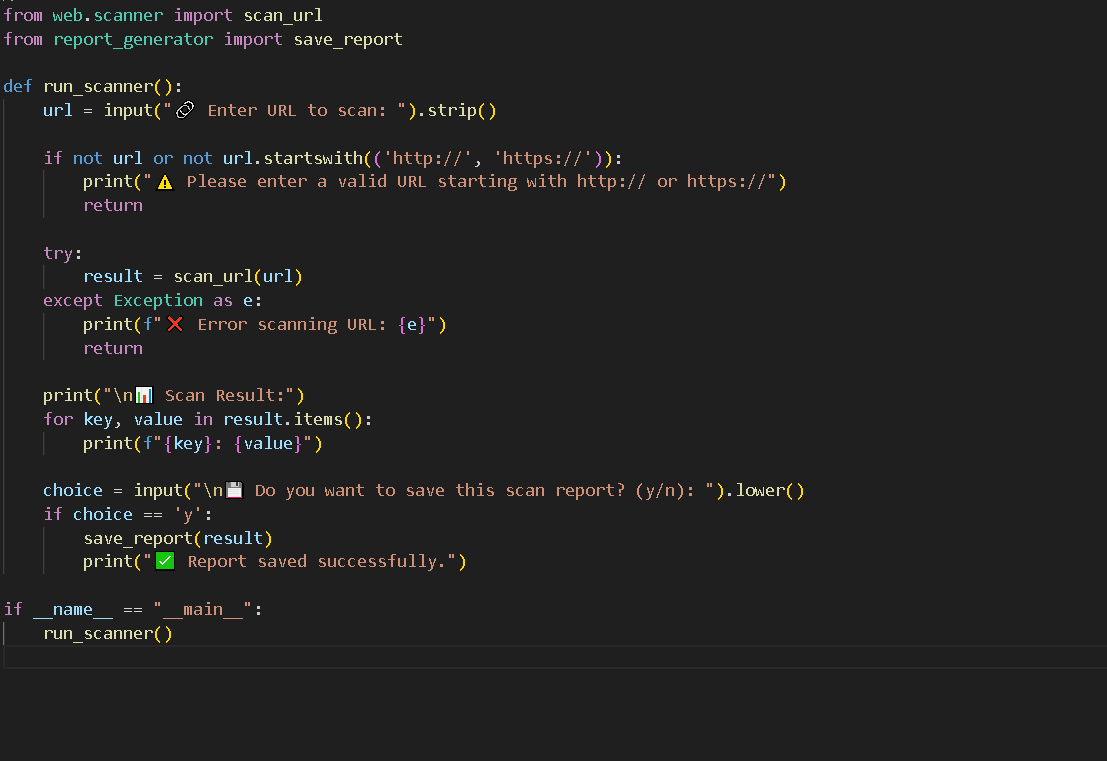 from web.scanner import scan_url
from report_generator import save_report

def run_scanner():
    url = input("🔗 Enter URL to scan: ").strip()

    if not url or not url.startswith(('http://', 'https://')):
        print("⚠️ Please enter a valid URL starting with http:// or https://")
        return

    try:
        result = scan_url(url)
    except Exception as e:
        print(f"❌ Error scanning URL: {e}")
        return

    print("\n📊 Scan Result:")
    for key, value in result.items():
        print(f"{key}: {value}")

    choice = input("\n💾 Do you want to save this scan report? (y/n): ").lower()
    if choice == 'y':
        save_report(result)
        print("✅ Report saved successfully.")

if __name__ == "__main__":
    run_scanner()